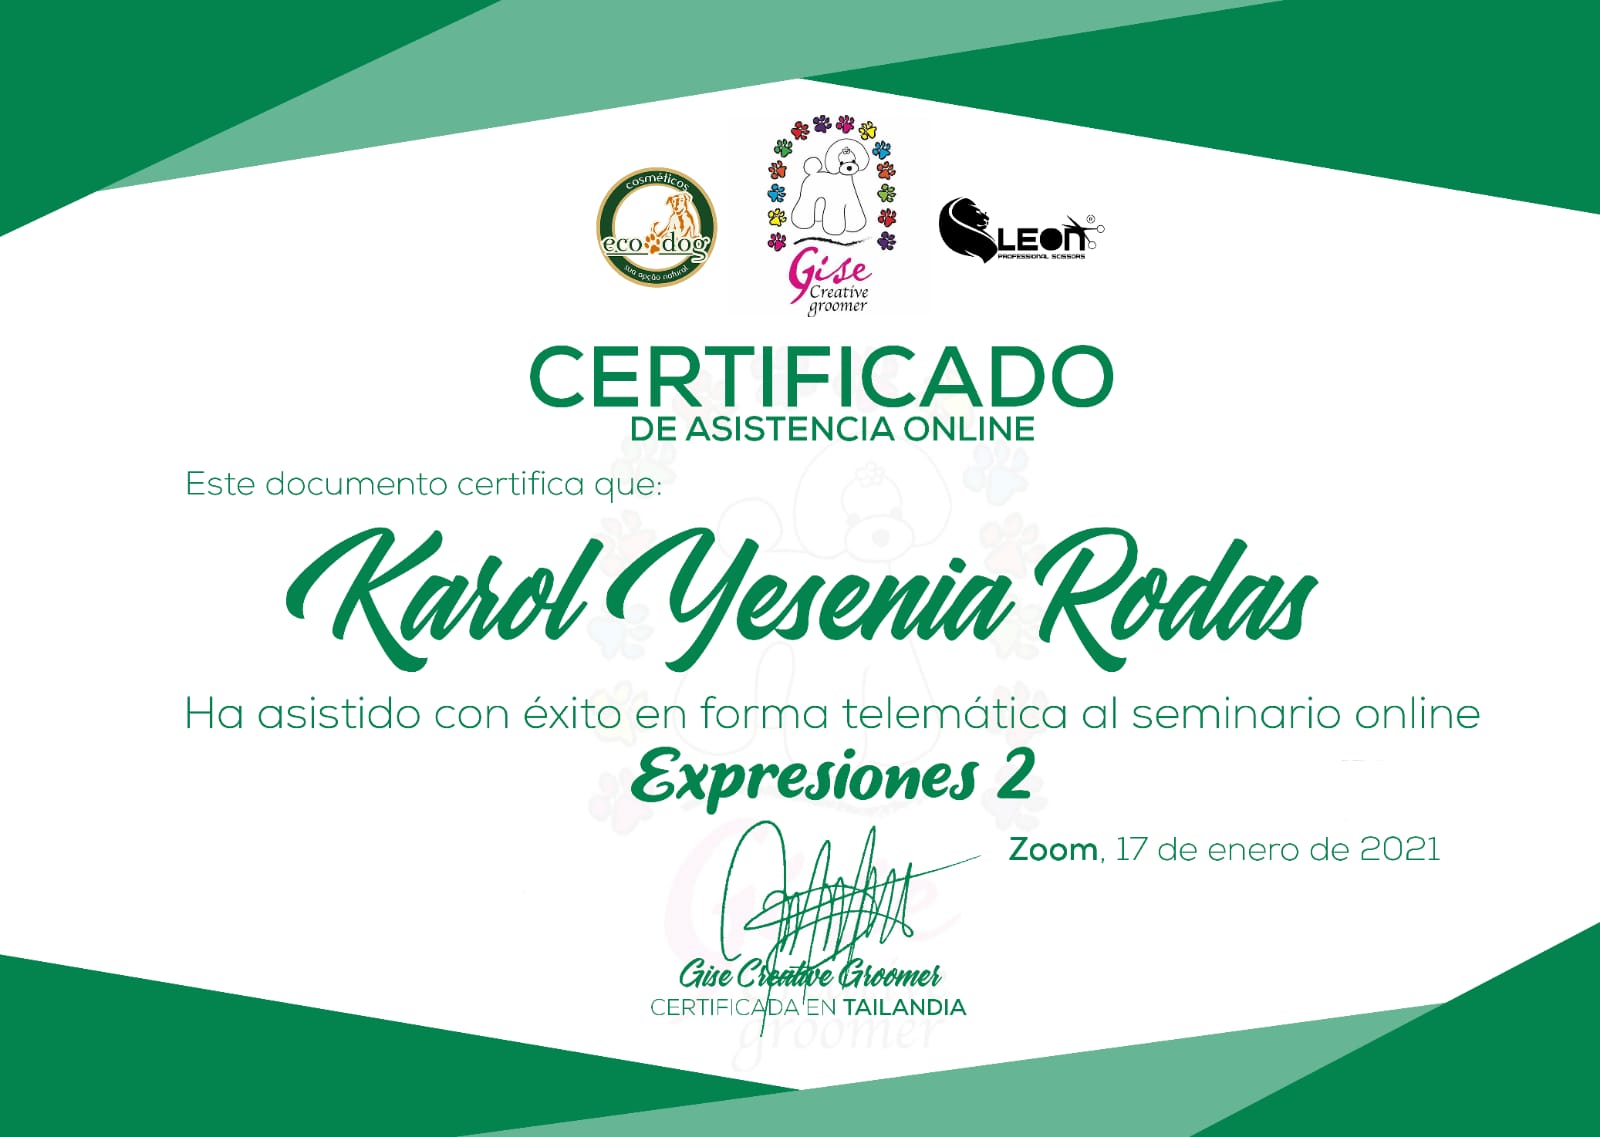 cosméticos
eco dog
sua opção natural
Gise
Creative
groomer
LEON ®
PROFESSIONAL SCISSORS
CERTIFICADO
DE ASISTENCIA ONLINE
Este documento certifica que:
Karol Yesenia Rodas
Ha asistido con éxito en forma telemática al seminario online
Expresiones 2
Zoom, 17 de enero de 2021
Gise Creative Groomer
CERTIFICADA EN TAILANDIA
Gise
groomer